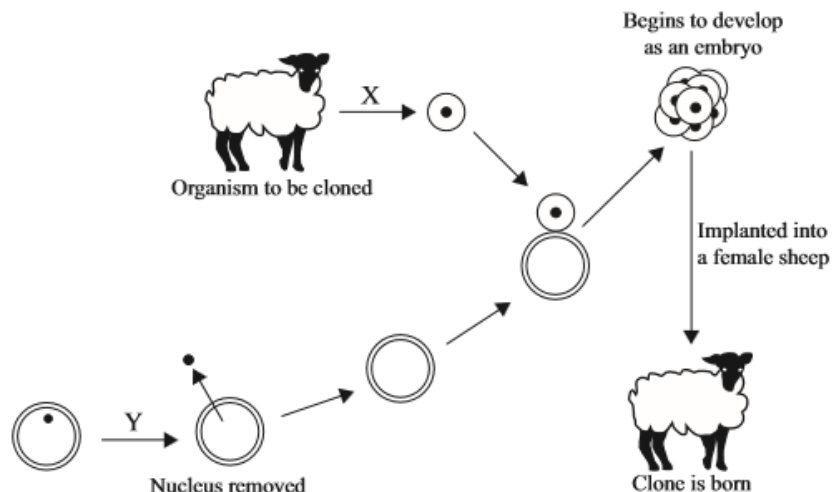 Begins to develop
as an embryo
X
Organism to be cloned
Implanted into
a female sheep
Y
Nucleus removed
Clone is born